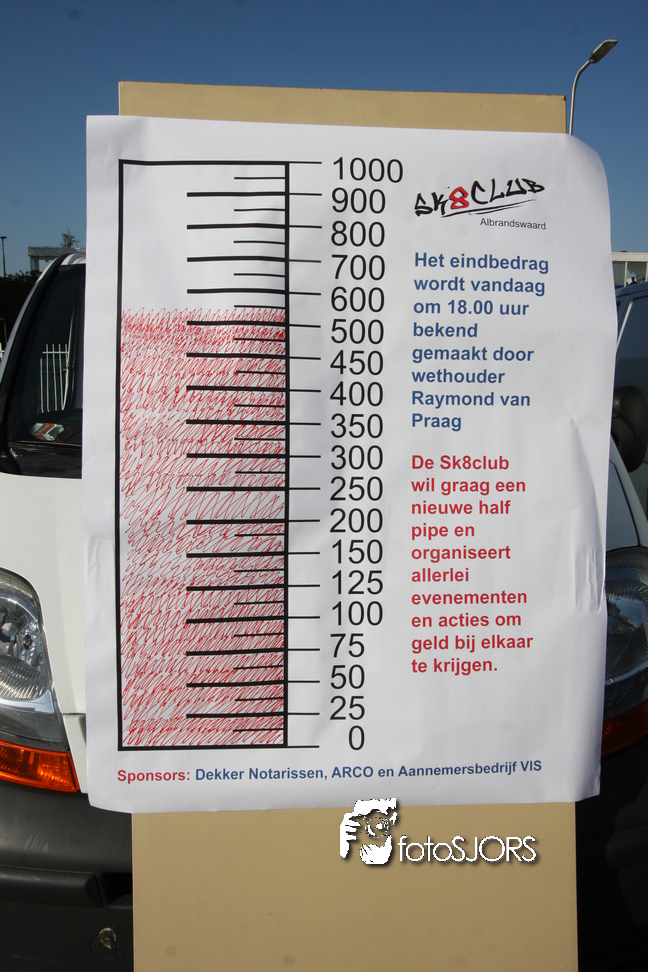 1000
900
800
700
600
500
450
400
350
300
250
200
150
125
100
75
50
25
0
SK8CLUB
Albrandswaard
Het eindbedrag
wordt vandaag
om 18.00 uur
bekend
gemaakt door
wethouder
Raymond van
Praag
De Sk8club
wil graag een
nieuwe half
pipe en
organiseert
allerlei
evenementen
en acties om
geld bij elkaar
te krijgen.
Sponsors: Dekker Notarissen, ARCO en Aannemersbedrijf VIS
fotoSJORS